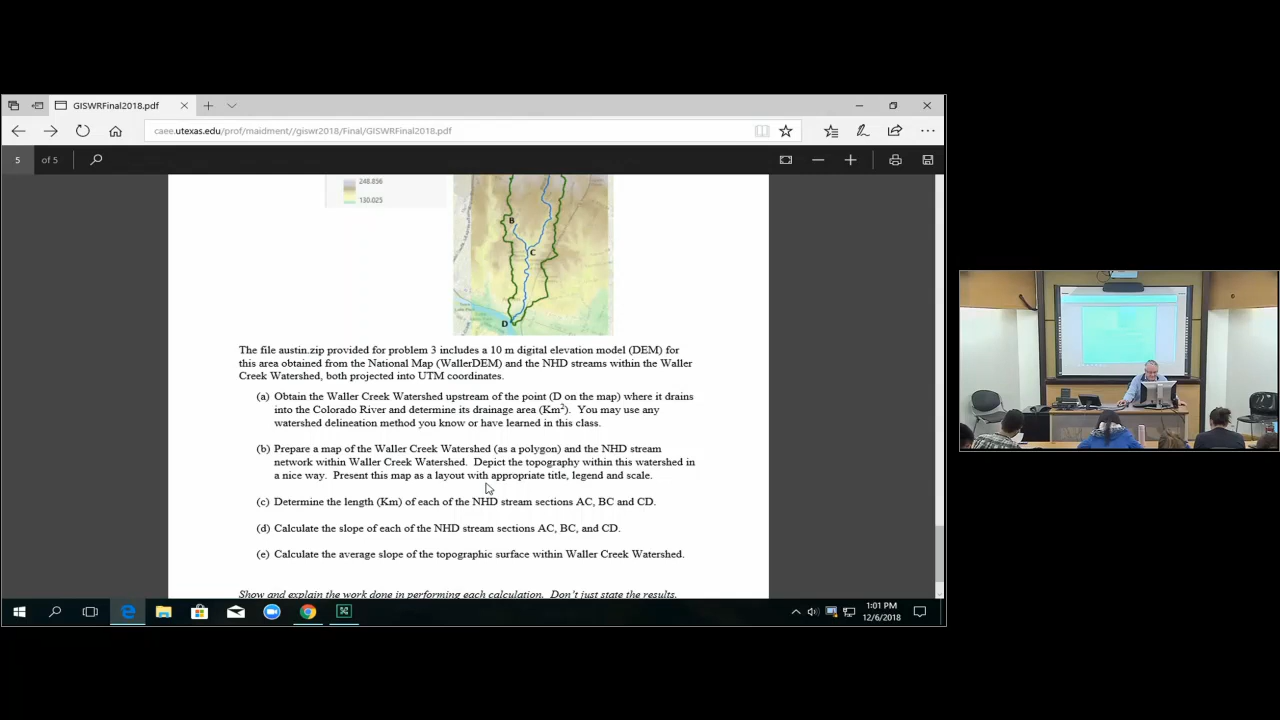 GISWRFinal2018.pdf
caee.utexas.edu/prof/maidment//giswr2018/Final/GISWRFinal2018.pdf
5 of 5
248.856
130.025
B
C
D
The file austin.zip provided for problem 3 includes a 10 m digital elevation model (DEM) for
this area obtained from the National Map (WallerDEM) and the NHD streams within the Waller
Creek Watershed, both projected into UTM coordinates.
(a) Obtain the Waller Creek Watershed upstream of the point (D on the map) where it drains
into the Colorado River and determine its drainage area (Km2). You may use any
watershed delineation method you know or have learned in this class.
(b) Prepare a map of the Waller Creek Watershed (as a polygon) and the NHD stream
network within Waller Creek Watershed. Depict the topography within this watershed in
a nice way. Present this map as a layout with appropriate title, legend and scale.
(c) Determine the length (Km) of each of the NHD stream sections AC, BC and CD.
(d) Calculate the slope of each of the NHD stream sections AC, BC, and CD.
(e) Calculate the average slope of the topographic surface within Waller Creek Watershed.
Show and explain the work done in performing each calculation. Don't just state the results.
1:01 PM
12/6/2018